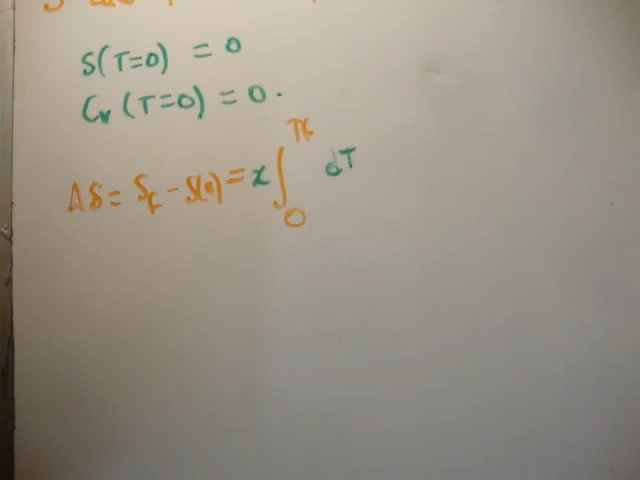 S(T=0) = 0
Cv (T=0) = 0.
ΔS = Sf - S(0) = x ∫₀^Tf dT